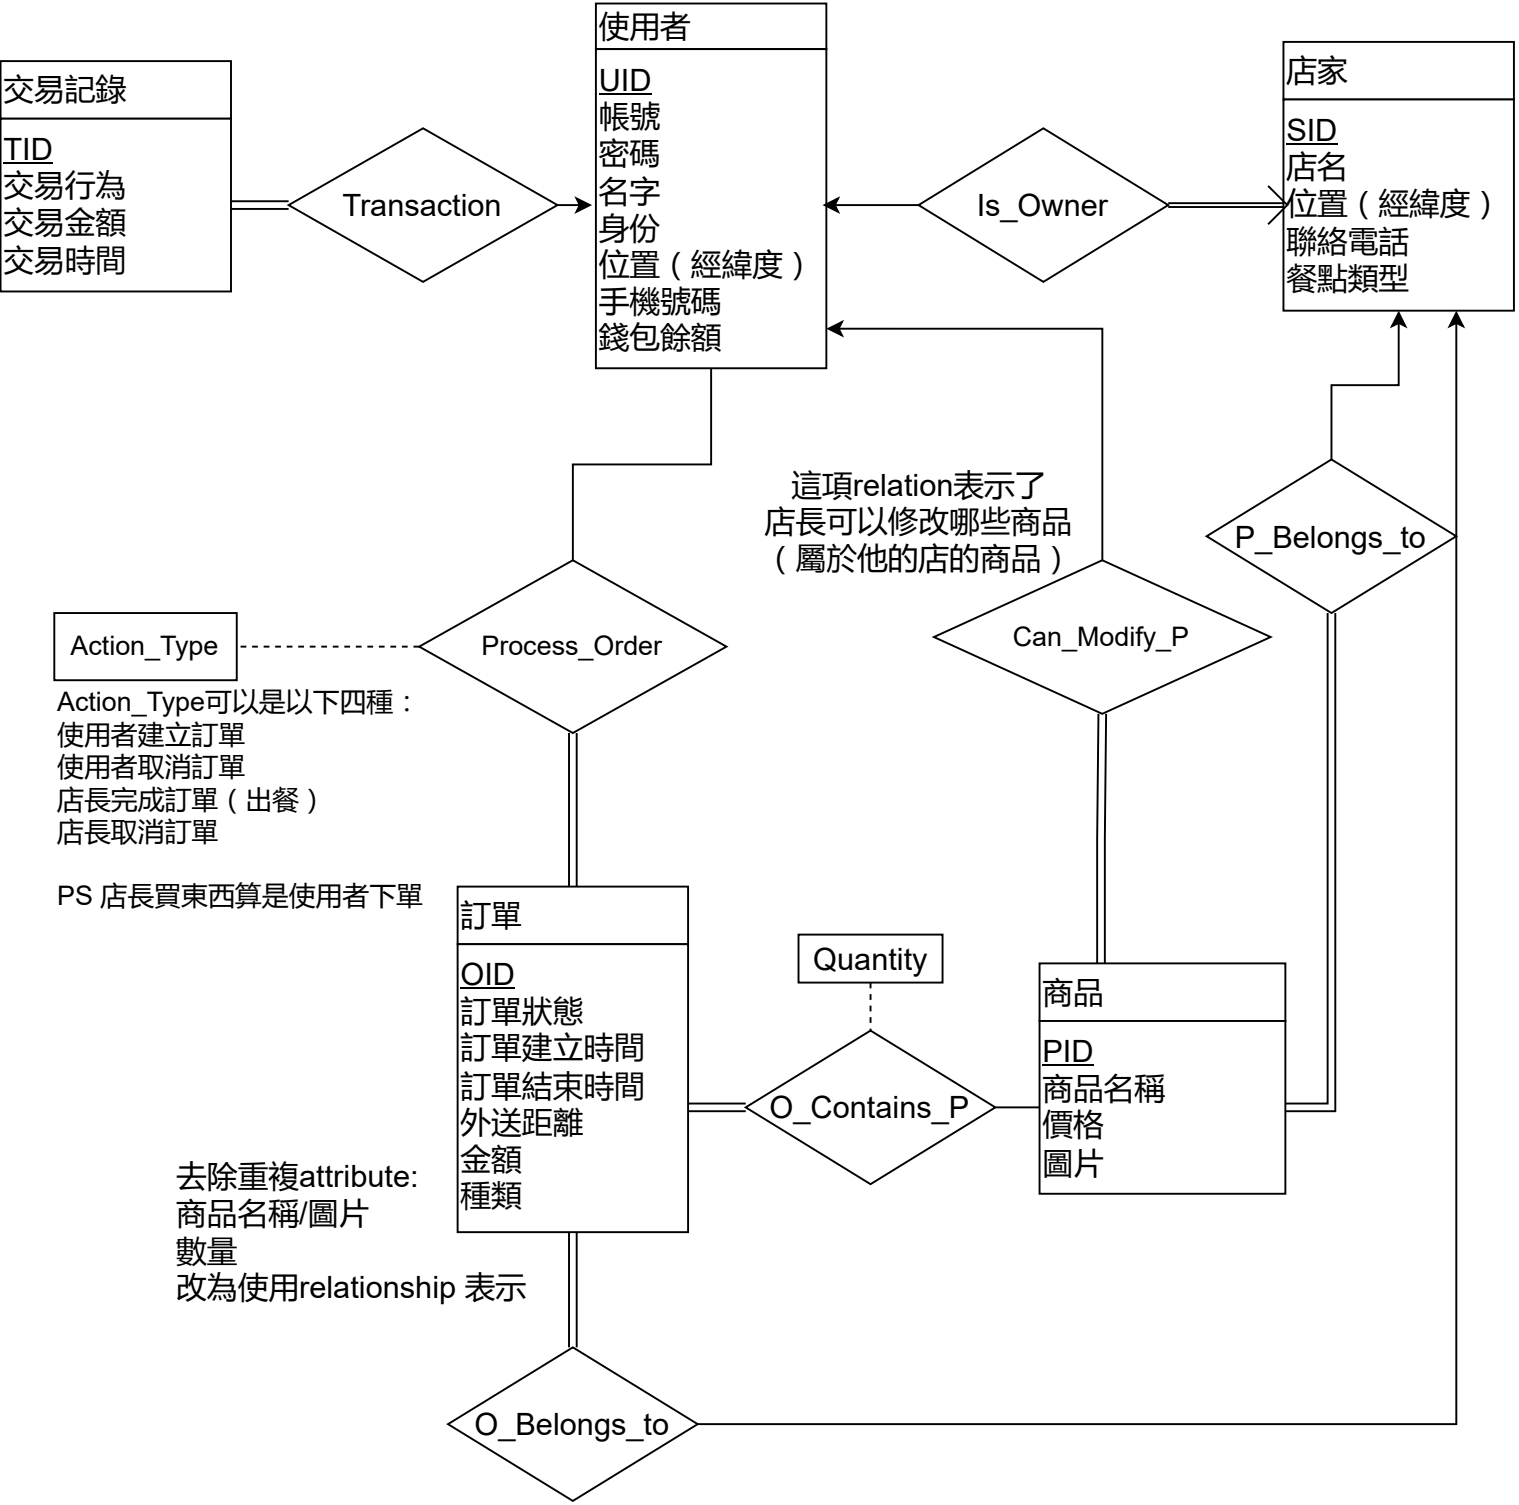 使用者
UID
帳號
密碼
名字
身份
位置（經緯度）
手機號碼
錢包餘額
交易記錄
TID
交易行為
交易金額
交易時間
Transaction
Is_Owner
店家
SID
店名
位置（經緯度）
聯絡電話
餐點類型
這項relation表示了
店長可以修改哪些商品
（屬於他的店的商品）
P_Belongs_to
Action_Type
Process_Order
Can_Modify_P
Action_Type可以是以下四種：
使用者建立訂單
使用者取消訂單
店長完成訂單（出餐）
店長取消訂單
PS 店長買東西算是使用者下單
訂單
OID
訂單狀態
訂單建立時間
訂單結束時間
外送距離
金額
種類
Quantity
O_Contains_P
商品
PID
商品名稱
價格
圖片
去除重複attribute:
商品名稱/圖片
數量
改為使用relationship 表示
O_Belongs_to